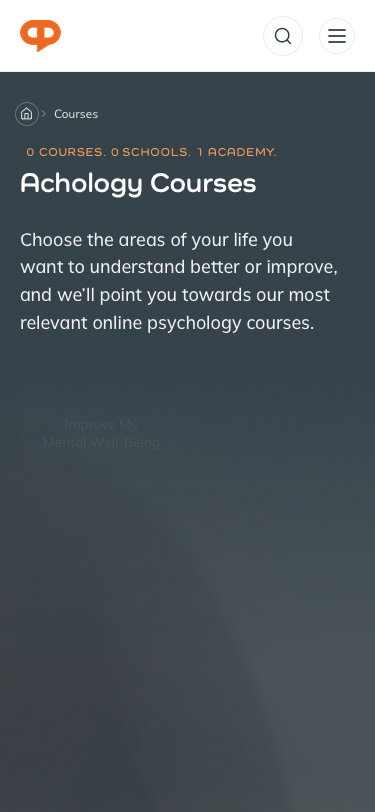 Courses
0 COURSES. 0 SCHOOLS. 1 ACADEMY.
Achology Courses
Choose the areas of your life you
want to understand better or improve,
and we'll point you towards our most
relevant online psychology courses.
Improve My
Mental Well-Being